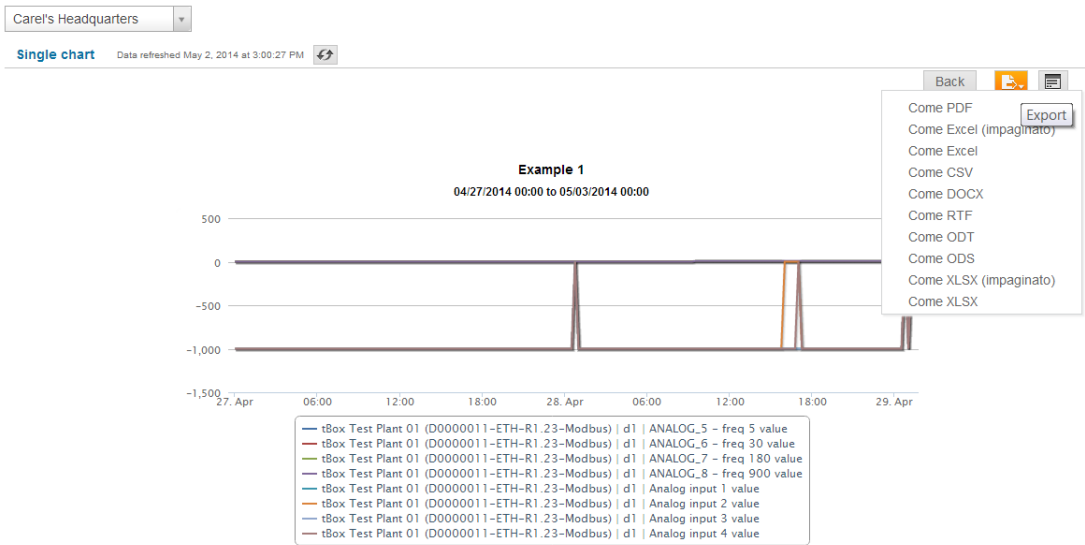 Carel's Headquarters
Single chart Data refreshed May 2, 2014 at 3:00:27 PM
Back
Come PDF
Export
Come Excel (impaginato)
Come Excel
Come CSV
Come DOCX
Come RTF
Come ODT
Come ODS
Come XLSX (impaginato)
Come XLSX
Example 1
04/27/2014 00:00 to 05/03/2014 00:00
500
0
-500
-1,000
-1,500
27. Apr 06:00 12:00 18:00 28. Apr 06:00 12:00 18:00 29. Apr
tBox Test Plant 01 (D0000011-ETH-R1.23-Modbus) | d1 | ANALOG_5 - freq 5 value
tBox Test Plant 01 (D0000011-ETH-R1.23-Modbus) | d1 | ANALOG_6 - freq 30 value
tBox Test Plant 01 (D0000011-ETH-R1.23-Modbus) | d1 | ANALOG_7 - freq 180 value
tBox Test Plant 01 (D0000011-ETH-R1.23-Modbus) | d1 | ANALOG_8 - freq 900 value
tBox Test Plant 01 (D0000011-ETH-R1.23-Modbus) | d1 | Analog input 1 value
tBox Test Plant 01 (D0000011-ETH-R1.23-Modbus) | d1 | Analog input 2 value
tBox Test Plant 01 (D0000011-ETH-R1.23-Modbus) | d1 | Analog input 3 value
tBox Test Plant 01 (D0000011-ETH-R1.23-Modbus) | d1 | Analog input 4 value